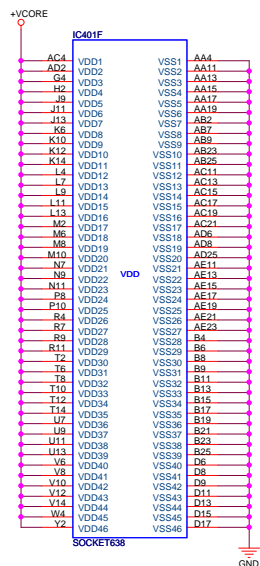 +VCORE
IC401F
AC4 VDD1 VSS1 AA4
AD2 VDD2 VSS2 AA11
G4 VDD3 VSS3 AA13
H2 VDD4 VSS4 AA15
J9 VDD5 VSS5 AA17
J11 VDD6 VSS6 AA19
J13 VDD7 VSS7 AB2
K6 VDD8 VSS8 AB7
K10 VDD9 VSS9 AB9
K12 VDD10 VSS10 AB23
K14 VDD11 VSS11 AB25
L4 VDD12 VSS12 AC11
L7 VDD13 VSS13 AC13
L9 VDD14 VSS14 AC15
L11 VDD15 VSS15 AC17
L13 VDD16 VSS16 AC19
M2 VDD17 VSS17 AC21
M6 VDD18 VSS18 AD6
M8 VDD19 VSS19 AD8
M10 VDD20 VSS20 AD25
N7 VDD21 VSS21 AE11
N9 VDD22 VDD VSS22 AE13
N11 VDD23 VSS23 AE15
P8 VDD24 VSS24 AE17
P10 VDD25 VSS25 AE19
R4 VDD26 VSS26 AE21
R7 VDD27 VSS27 AE23
R9 VDD28 VSS28 B4
R11 VDD29 VSS29 B6
T2 VDD30 VSS30 B8
T6 VDD31 VSS31 B9
T8 VDD32 VSS32 B11
T10 VDD33 VSS33 B13
T12 VDD34 VSS34 B15
T14 VDD35 VSS35 B17
U7 VDD36 VSS36 B19
U9 VDD37 VSS37 B21
U11 VDD38 VSS38 B23
U13 VDD39 VSS39 B25
V6 VDD40 VSS40 D6
V8 VDD41 VSS41 D8
V10 VDD42 VSS42 D9
V12 VDD43 VSS43 D11
V14 VDD44 VSS44 D13
W4 VDD45 VSS45 D15
Y2 VDD46 VSS46 D17
SOCKET638
GND